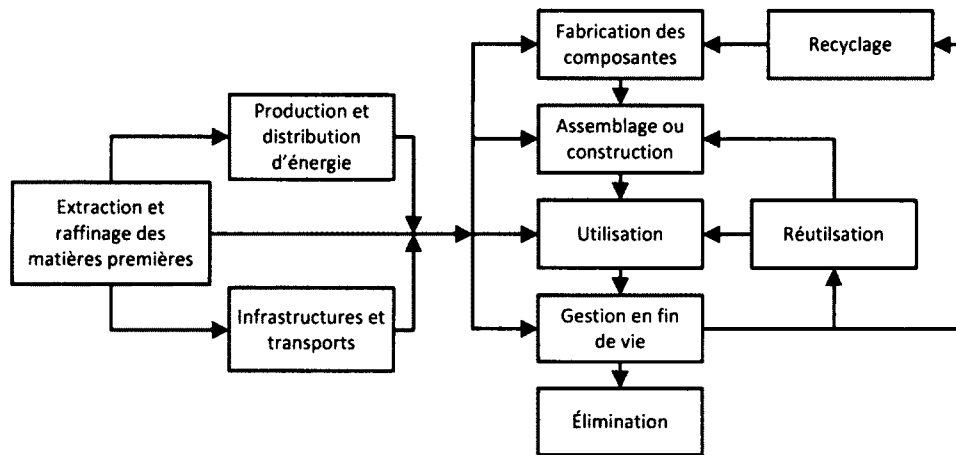 Fabrication des
composantes
Recyclage
Production et
distribution
d'énergie
Assemblage ou
construction
Extraction et
raffinage des
matières premières
Utilisation
Réutilsation
Infrastructures et
transports
Gestion en fin
de vie
Élimination